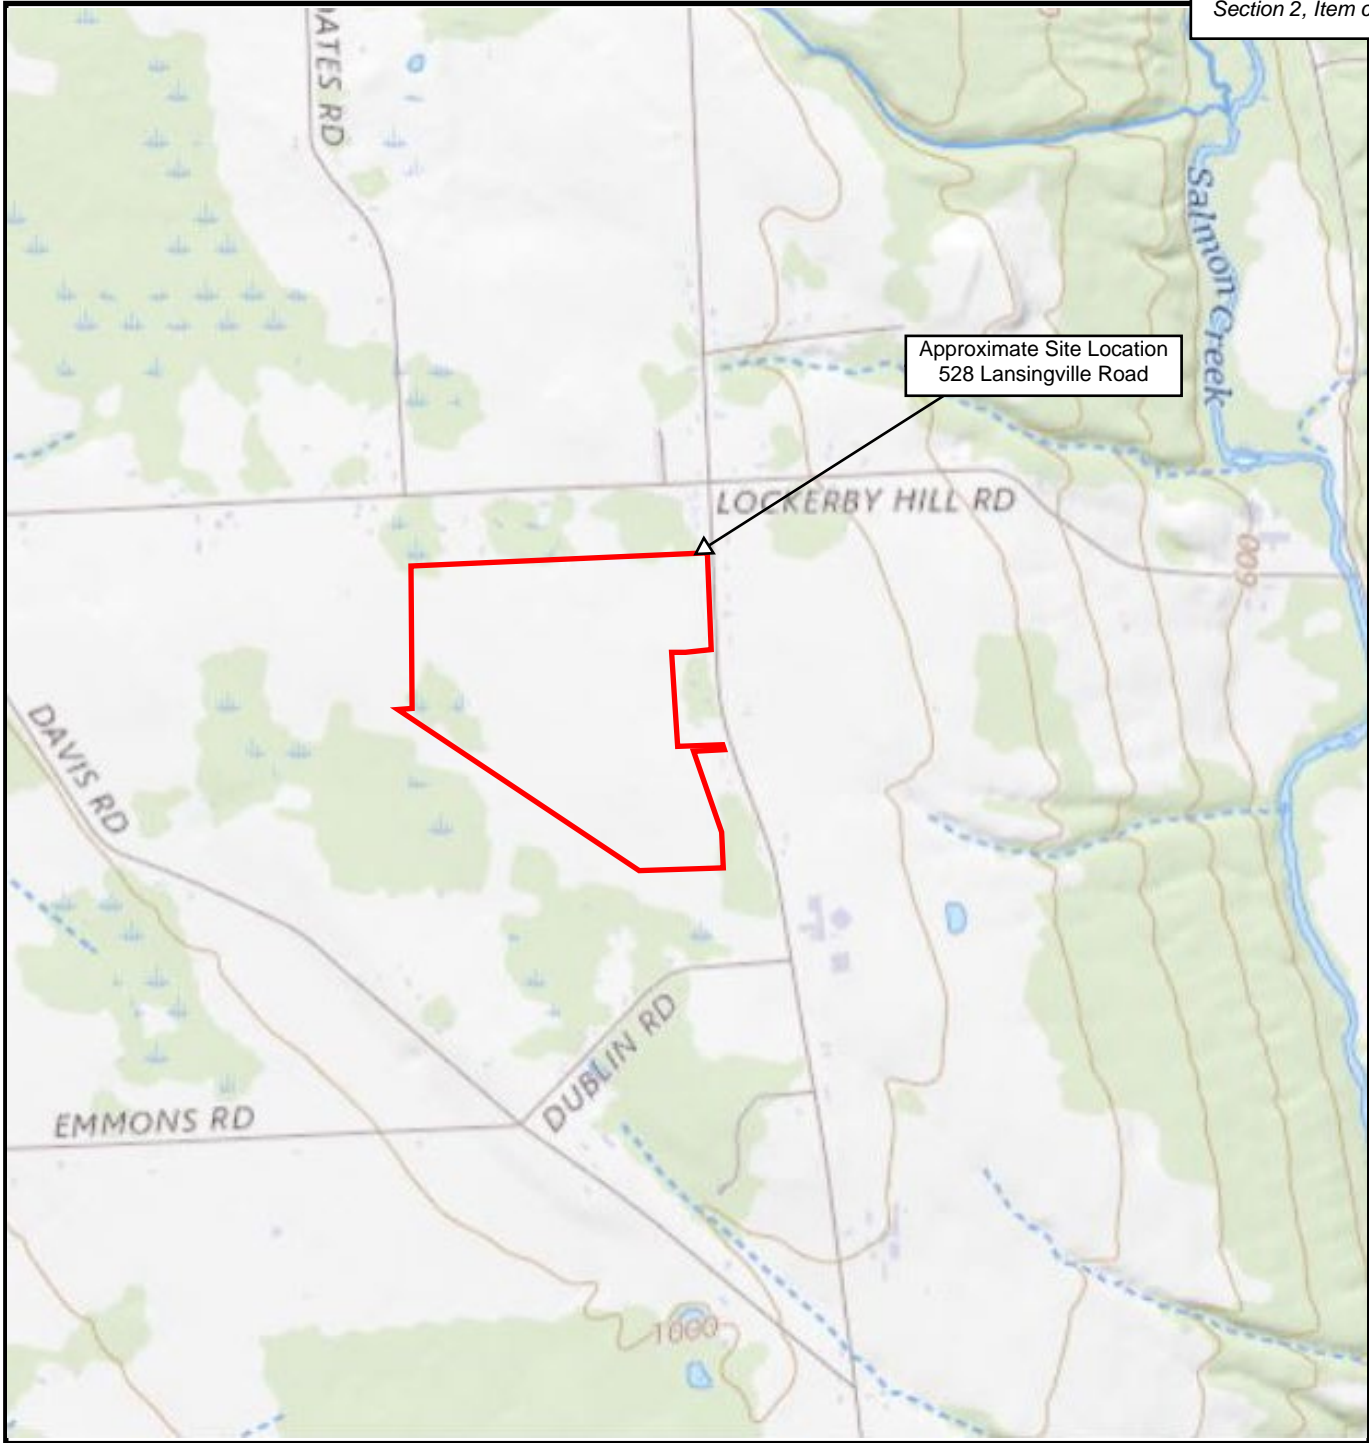 Section 2, Item
ATES RD
Salmon Creek
Approximate Site Location
528 Lansingville Road
LOCKERBY HILL RD
600
DAVIS RD
DUBLIN RD
EMMONS RD
1000